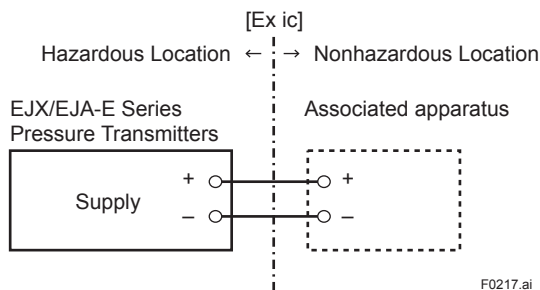 [Ex ic]
Hazardous Location ← → Nonhazardous Location
EJX/EJA-E Series
Pressure Transmitters
Associated apparatus
+ +
Supply
– –
F0217.ai